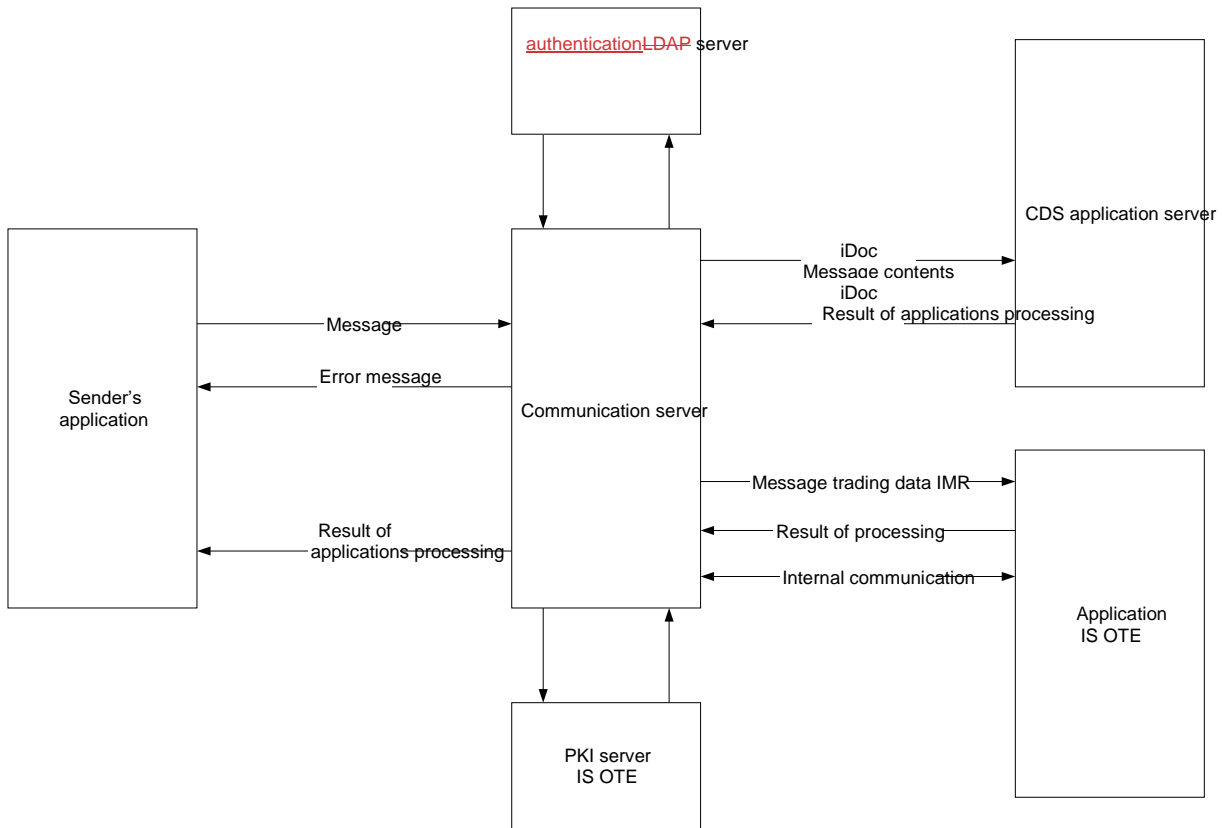 authenticationLDAP server
CDS application server
iDoc
Message contents
iDoc
Result of applications processing
Message
Error message
Sender's
application
Communication server
Message trading data IMR
Result of processing
Result of
applications processing
Internal communication
Application
IS OTE
PKI server
IS OTE